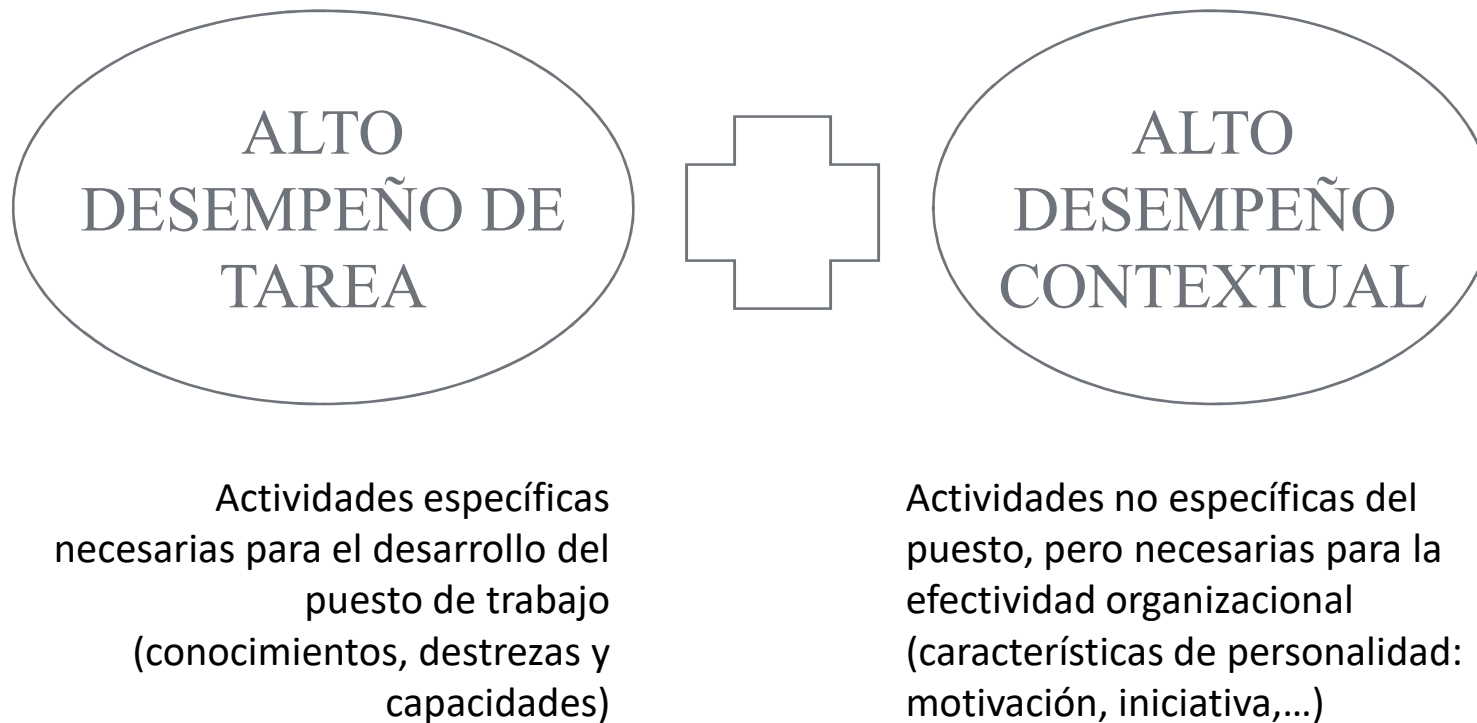 ALTO
DESEMPEÑO DE
TAREA
ALTO
DESEMPEÑO
CONTEXTUAL
Actividades específicas
necesarias para el desarrollo del
puesto de trabajo
(conocimientos, destrezas y
capacidades)
Actividades no específicas del
puesto, pero necesarias para la
efectividad organizacional
(características de personalidad:
motivación, iniciativa,…)